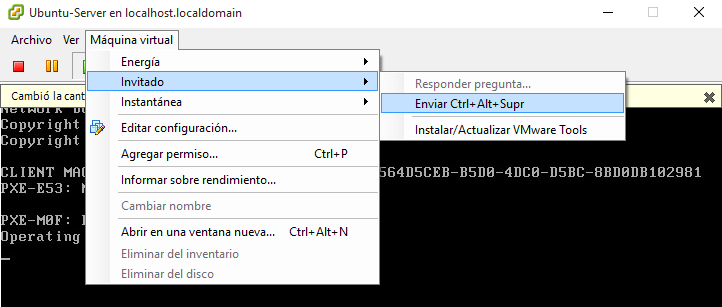 Ubuntu-Server en localhost.localdomain
Archivo Ver Máquina virtual
Energía
Invitado
Instantánea
Editar configuración...
Agregar permiso... Ctrl+P
Informar sobre rendimiento...
Cambiar nombre
Abrir en una ventana nueva... Ctrl+Alt+N
Eliminar del inventario
Eliminar del disco
Responder pregunta...
Enviar Ctrl+Alt+Supr
Instalar/Actualizar VMware Tools
Cambió la cant
Copyright
Copyright
CLIENT MAC 564D5CEB-B5D0-4DC0-D5BC-8BD0DB102981
PXE-E53:
PXE-M0F:
Operating